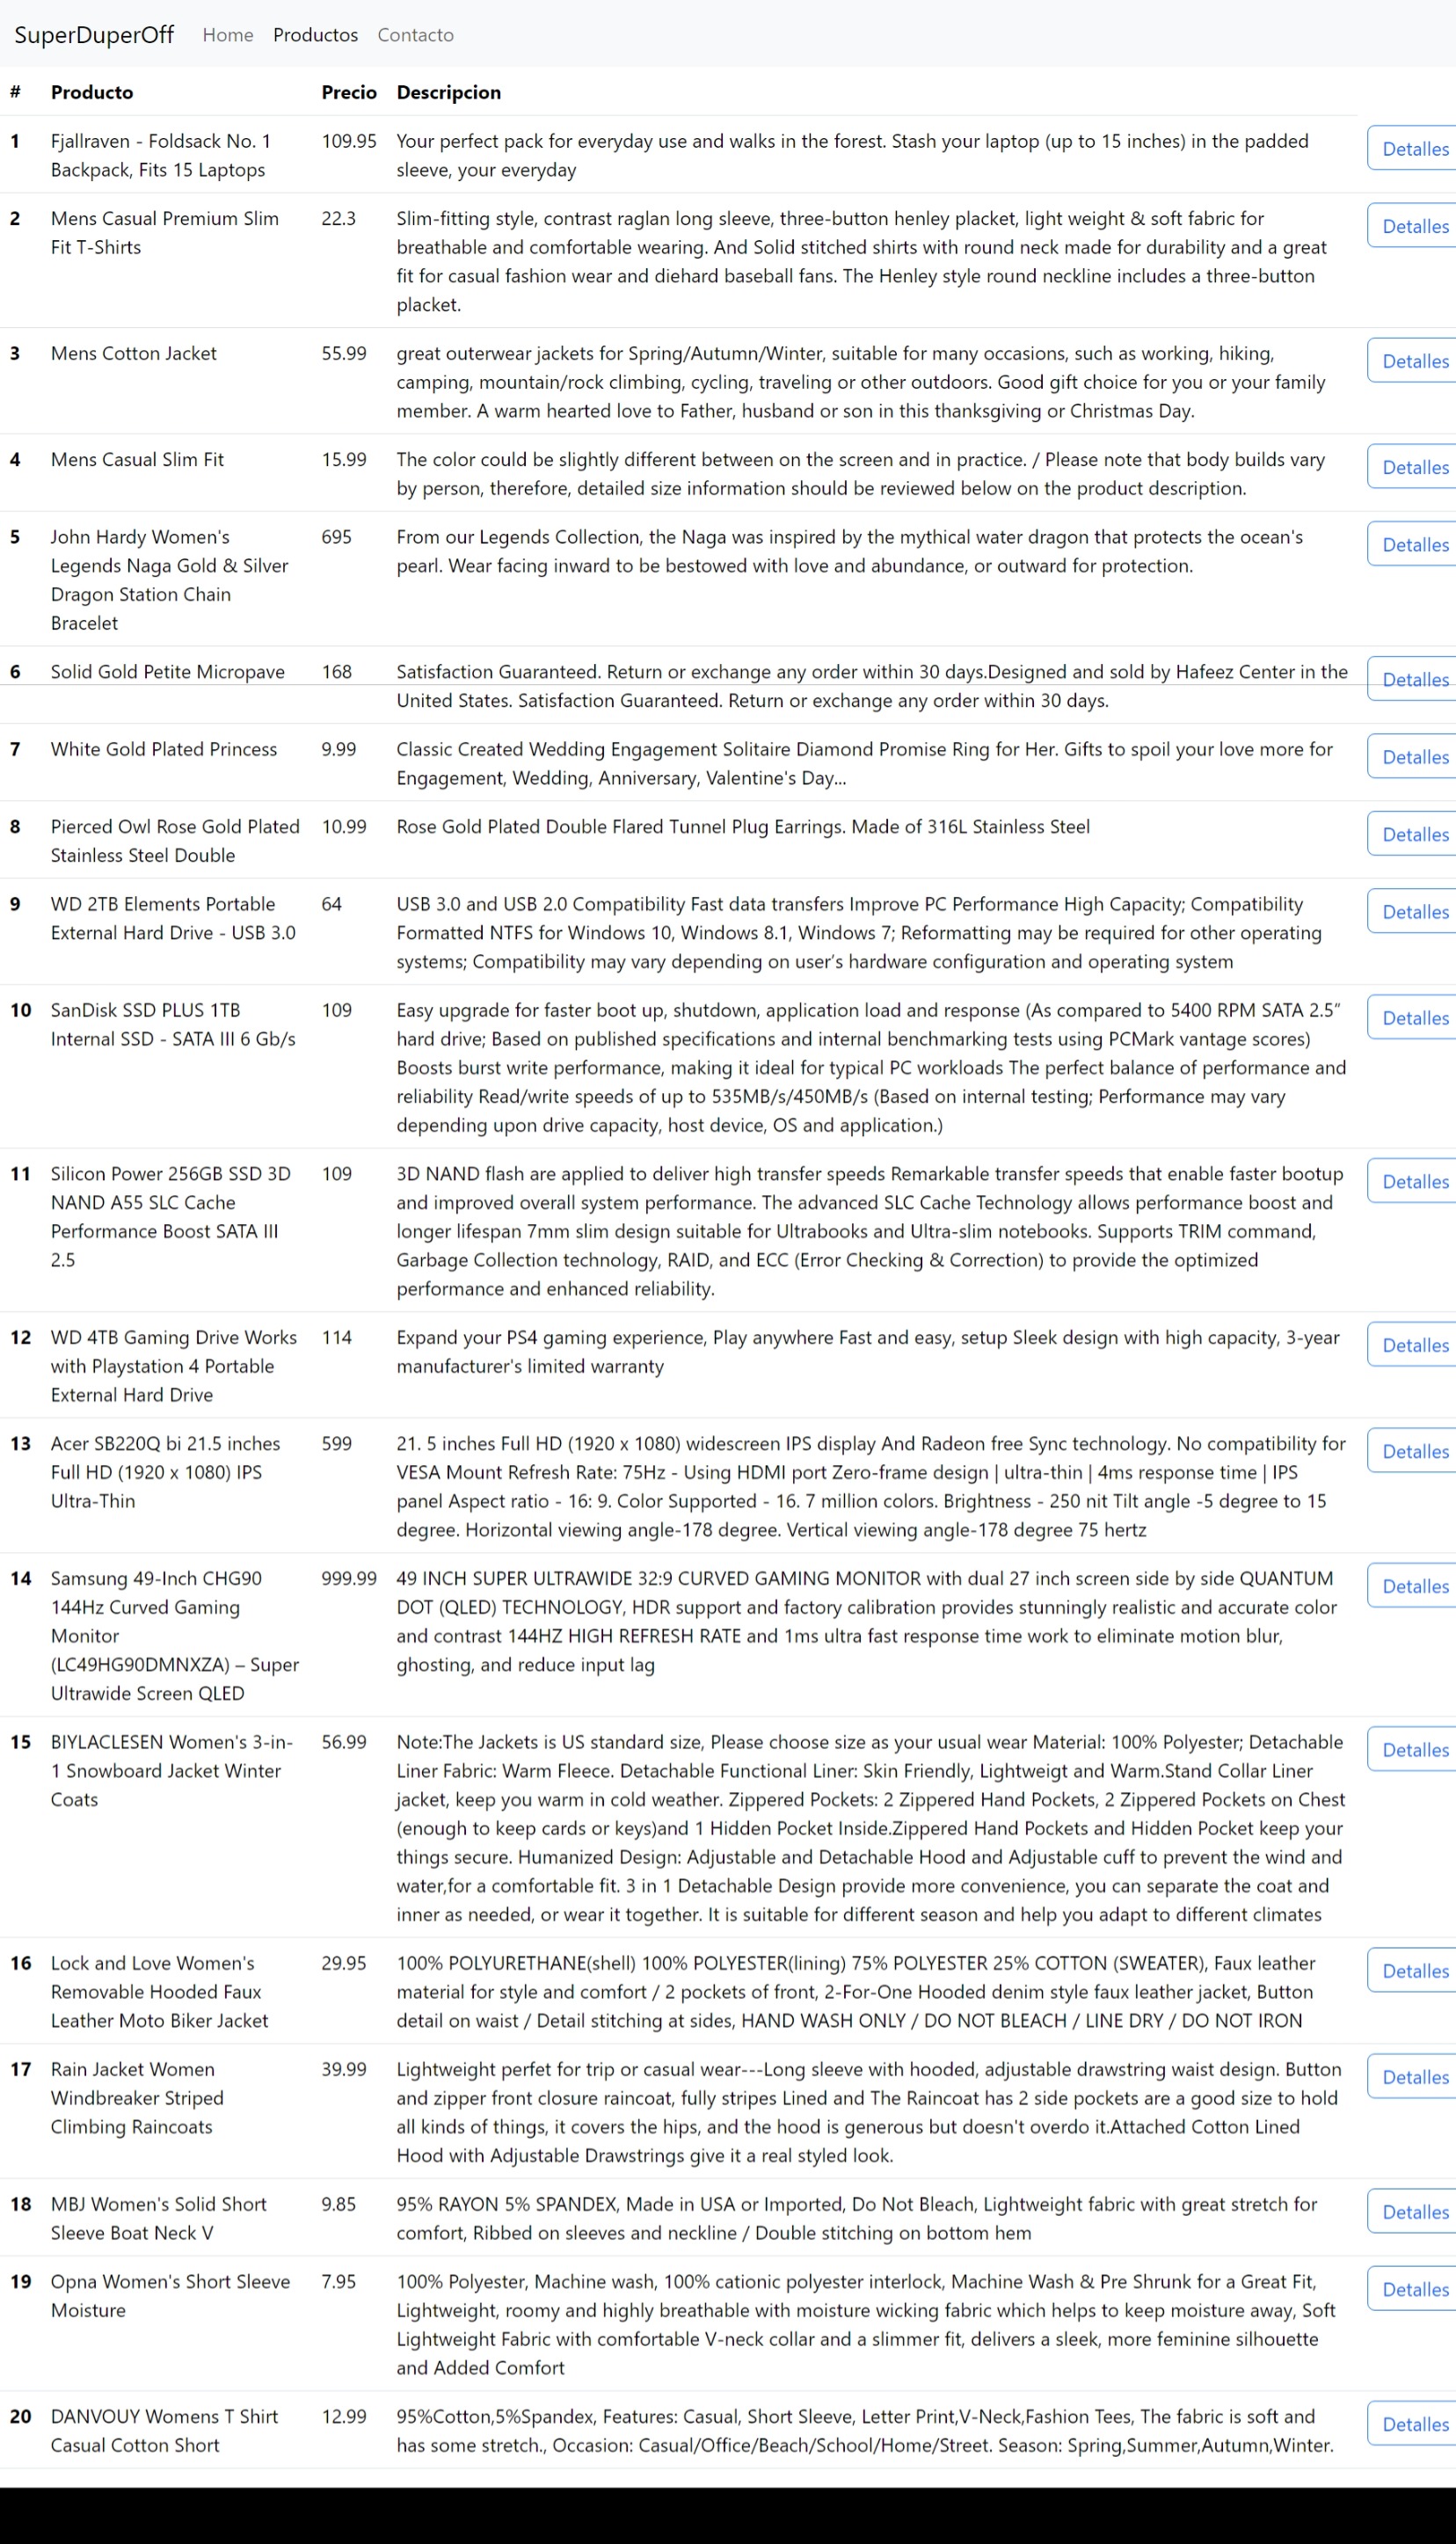 SuperDuperOff Home Productos Contacto
# Producto Precio Descripcion
1 Fjallraven - Foldsack No. 1 109.95 Your perfect pack for everyday use and walks in the forest. Stash your laptop (up to 15 inches) in the padded Detalles
Backpack, Fits 15 Laptops sleeve, your everyday
2 Mens Casual Premium Slim 22.3 Slim-fitting style, contrast raglan long sleeve, three-button henley placket, light weight & soft fabric for Detalles
Fit T-Shirts breathable and comfortable wearing. And Solid stitched shirts with round neck made for durability and a great
fit for casual fashion wear and diehard baseball fans. The Henley style round neckline includes a three-button
placket.
3 Mens Cotton Jacket 55.99 great outerwear jackets for Spring/Autumn/Winter, suitable for many occasions, such as working, hiking, Detalles
camping, mountain/rock climbing, cycling, traveling or other outdoors. Good gift choice for you or your family
member. A warm hearted love to Father, husband or son in this thanksgiving or Christmas Day.
4 Mens Casual Slim Fit 15.99 The color could be slightly different between on the screen and in practice. / Please note that body builds vary Detalles
by person, therefore, detailed size information should be reviewed below on the product description.
5 John Hardy Women's 695 From our Legends Collection, the Naga was inspired by the mythical water dragon that protects the ocean's Detalles
Legends Naga Gold & Silver pearl. Wear facing inward to be bestowed with love and abundance, or outward for protection.
Dragon Station Chain
Bracelet
6 Solid Gold Petite Micropave 168 Satisfaction Guaranteed. Return or exchange any order within 30 days.Designed and sold by Hafeez Center in the Detalles
United States. Satisfaction Guaranteed. Return or exchange any order within 30 days.
7 White Gold Plated Princess 9.99 Classic Created Wedding Engagement Solitaire Diamond Promise Ring for Her. Gifts to spoil your love more for Detalles
Engagement, Wedding, Anniversary, Valentine's Day...
8 Pierced Owl Rose Gold Plated 10.99 Rose Gold Plated Double Flared Tunnel Plug Earrings. Made of 316L Stainless Steel Detalles
Stainless Steel Double
9 WD 2TB Elements Portable 64 USB 3.0 and USB 2.0 Compatibility Fast data transfers Improve PC Performance High Capacity; Compatibility Detalles
External Hard Drive - USB 3.0 Formatted NTFS for Windows 10, Windows 8.1, Windows 7; Reformatting may be required for other operating
systems; Compatibility may vary depending on user’s hardware configuration and operating system
10 SanDisk SSD PLUS 1TB 109 Easy upgrade for faster boot up, shutdown, application load and response (As compared to 5400 RPM SATA 2.5” Detalles
Internal SSD - SATA III 6 Gb/s hard drive; Based on published specifications and internal benchmarking tests using PCMark vantage scores)
Boosts burst write performance, making it ideal for typical PC workloads The perfect balance of performance and
reliability Read/write speeds of up to 535MB/s/450MB/s (Based on internal testing; Performance may vary
depending upon drive capacity, host device, OS and application.)
11 Silicon Power 256GB SSD 3D 109 3D NAND flash are applied to deliver high transfer speeds Remarkable transfer speeds that enable faster bootup Detalles
NAND A55 SLC Cache and improved overall system performance. The advanced SLC Cache Technology allows performance boost and
Performance Boost SATA III longer lifespan 7mm slim design suitable for Ultrabooks and Ultra-slim notebooks. Supports TRIM command,
2.5 Garbage Collection technology, RAID, and ECC (Error Checking & Correction) to provide the optimized
performance and enhanced reliability.
12 WD 4TB Gaming Drive Works 114 Expand your PS4 gaming experience, Play anywhere Fast and easy, setup Sleek design with high capacity, 3-year Detalles
with Playstation 4 Portable manufacturer's limited warranty
External Hard Drive
13 Acer SB220Q bi 21.5 inches 599 21. 5 inches Full HD (1920 x 1080) widescreen IPS display And Radeon free Sync technology. No compatibility for Detalles
Full HD (1920 x 1080) IPS VESA Mount Refresh Rate: 75Hz - Using HDMI port Zero-frame design | ultra-thin | 4ms response time | IPS
Ultra-Thin panel Aspect ratio - 16: 9. Color Supported - 16. 7 million colors. Brightness - 250 nit Tilt angle -5 degree to 15
degree. Horizontal viewing angle-178 degree. Vertical viewing angle-178 degree 75 hertz
14 Samsung 49-Inch CHG90 999.99 49 INCH SUPER ULTRAWIDE 32:9 CURVED GAMING MONITOR with dual 27 inch screen side by side QUANTUM Detalles
144Hz Curved Gaming DOT (QLED) TECHNOLOGY, HDR support and factory calibration provides stunningly realistic and accurate color
Monitor and contrast 144HZ HIGH REFRESH RATE and 1ms ultra fast response time work to eliminate motion blur,
(LC49HG90DMNXZA) – Super ghosting, and reduce input lag
Ultrawide Screen QLED
15 BIYLACLESEN Women's 3-in- 56.99 Note:The Jackets is US standard size, Please choose size as your usual wear Material: 100% Polyester; Detachable Detalles
1 Snowboard Jacket Winter Liner Fabric: Warm Fleece. Detachable Functional Liner: Skin Friendly, Lightweigt and Warm.Stand Collar Liner
Coats jacket, keep you warm in cold weather. Zippered Pockets: 2 Zippered Hand Pockets, 2 Zippered Pockets on Chest
(enough to keep cards or keys)and 1 Hidden Pocket Inside.Zippered Hand Pockets and Hidden Pocket keep your
things secure. Humanized Design: Adjustable and Detachable Hood and Adjustable cuff to prevent the wind and
water,for a comfortable fit. 3 in 1 Detachable Design provide more convenience, you can separate the coat and
inner as needed, or wear it together. It is suitable for different season and help you adapt to different climates
16 Lock and Love Women's 29.95 100% POLYURETHANE(shell) 100% POLYESTER(lining) 75% POLYESTER 25% COTTON (SWEATER), Faux leather Detalles
Removable Hooded Faux material for style and comfort / 2 pockets of front, 2-For-One Hooded denim style faux leather jacket, Button
Leather Moto Biker Jacket detail on waist / Detail stitching at sides, HAND WASH ONLY / DO NOT BLEACH / LINE DRY / DO NOT IRON
17 Rain Jacket Women 39.99 Lightweight perfet for trip or casual wear---Long sleeve with hooded, adjustable drawstring waist design. Button Detalles
Windbreaker Striped and zipper front closure raincoat, fully stripes Lined and The Raincoat has 2 side pockets are a good size to hold
Climbing Raincoats all kinds of things, it covers the hips, and the hood is generous but doesn't overdo it.Attached Cotton Lined
Hood with Adjustable Drawstrings give it a real styled look.
18 MBJ Women's Solid Short 9.85 95% RAYON 5% SPANDEX, Made in USA or Imported, Do Not Bleach, Lightweight fabric with great stretch for Detalles
Sleeve Boat Neck V comfort, Ribbed on sleeves and neckline / Double stitching on bottom hem
19 Opna Women's Short Sleeve 7.95 100% Polyester, Machine wash, 100% cationic polyester interlock, Machine Wash & Pre Shrunk for a Great Fit, Detalles
Moisture Lightweight, roomy and highly breathable with moisture wicking fabric which helps to keep moisture away, Soft
Lightweight Fabric with comfortable V-neck collar and a slimmer fit, delivers a sleek, more feminine silhouette
and Added Comfort
20 DANVOUY Womens T Shirt 12.99 95%Cotton,5%Spandex, Features: Casual, Short Sleeve, Letter Print,V-Neck,Fashion Tees, The fabric is soft and Detalles
Casual Cotton Short has some stretch., Occasion: Casual/Office/Beach/School/Home/Street. Season: Spring,Summer,Autumn,Winter.